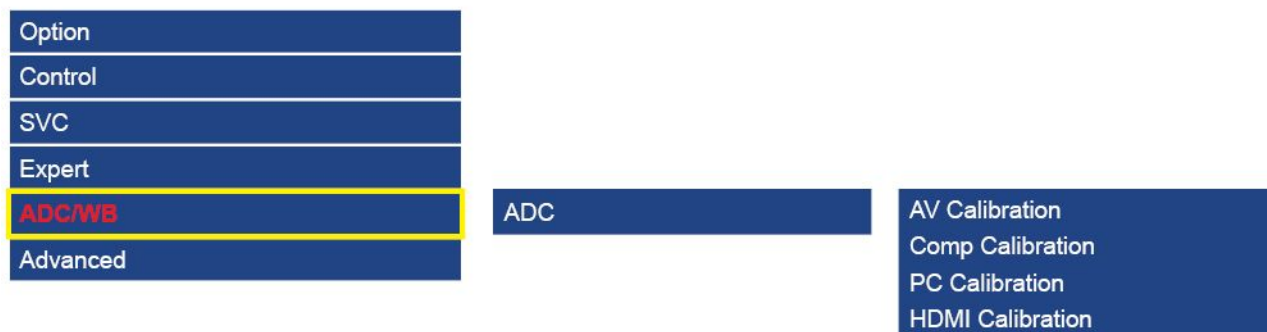 Option
Control
SVC
Expert
ADC/WB
Advanced
ADC
AV Calibration
Comp Calibration
PC Calibration
HDMI Calibration